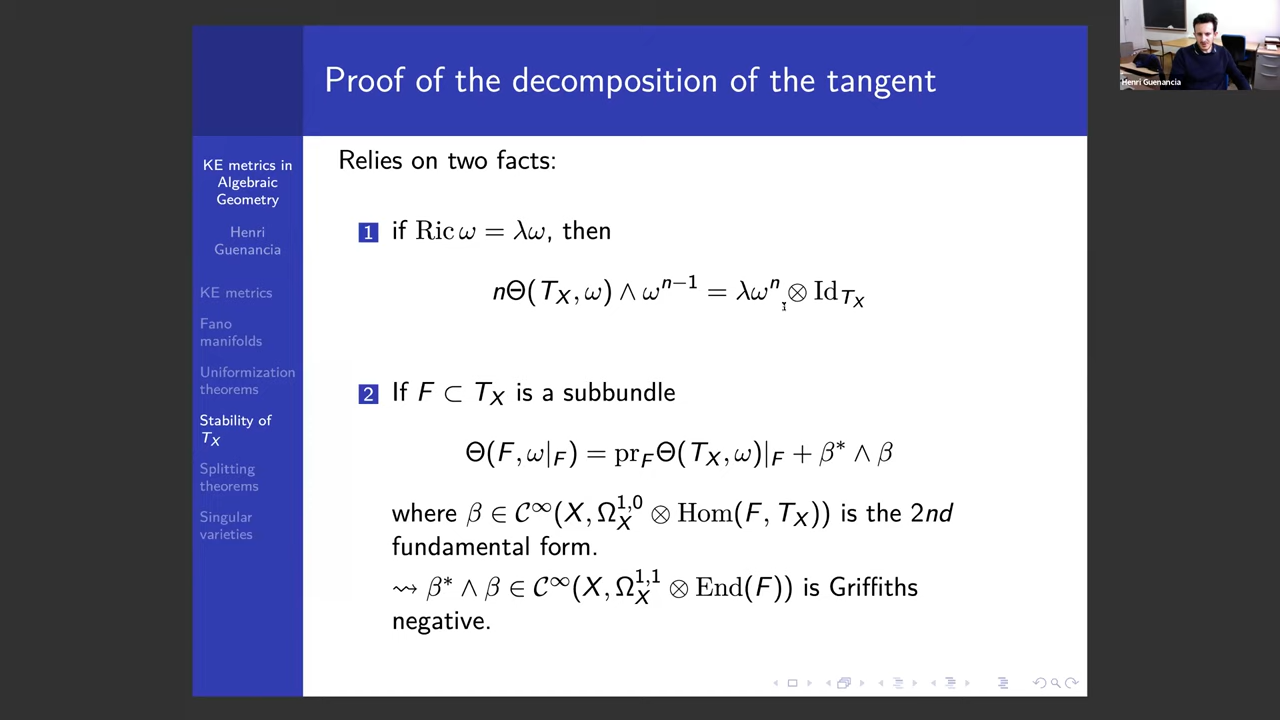 Proof of the decomposition of the tangent
Henri Guenancia
KE metrics in
Algebraic
Geometry
Henri
Guenancia
KE metrics
Fano
manifolds
Uniformization
theorems
Stability of
T_X
Splitting
theorems
Singular
varieties
Relies on two facts:
1 if Ric ω = λω, then
nΘ(T_X, ω) ∧ ω^{n−1} = λω^n ⊗ Id_{T_X}
2 If F ⊂ T_X is a subbundle
Θ(F, ω|_F) = pr_F Θ(T_X, ω)|_F + β* ∧ β
where β ∈ C^∞(X, Ω_X^{1,0} ⊗ Hom(F, T_X)) is the 2nd
fundamental form.
⇝ β* ∧ β ∈ C^∞(X, Ω_X^{1,1} ⊗ End(F)) is Griffiths
negative.